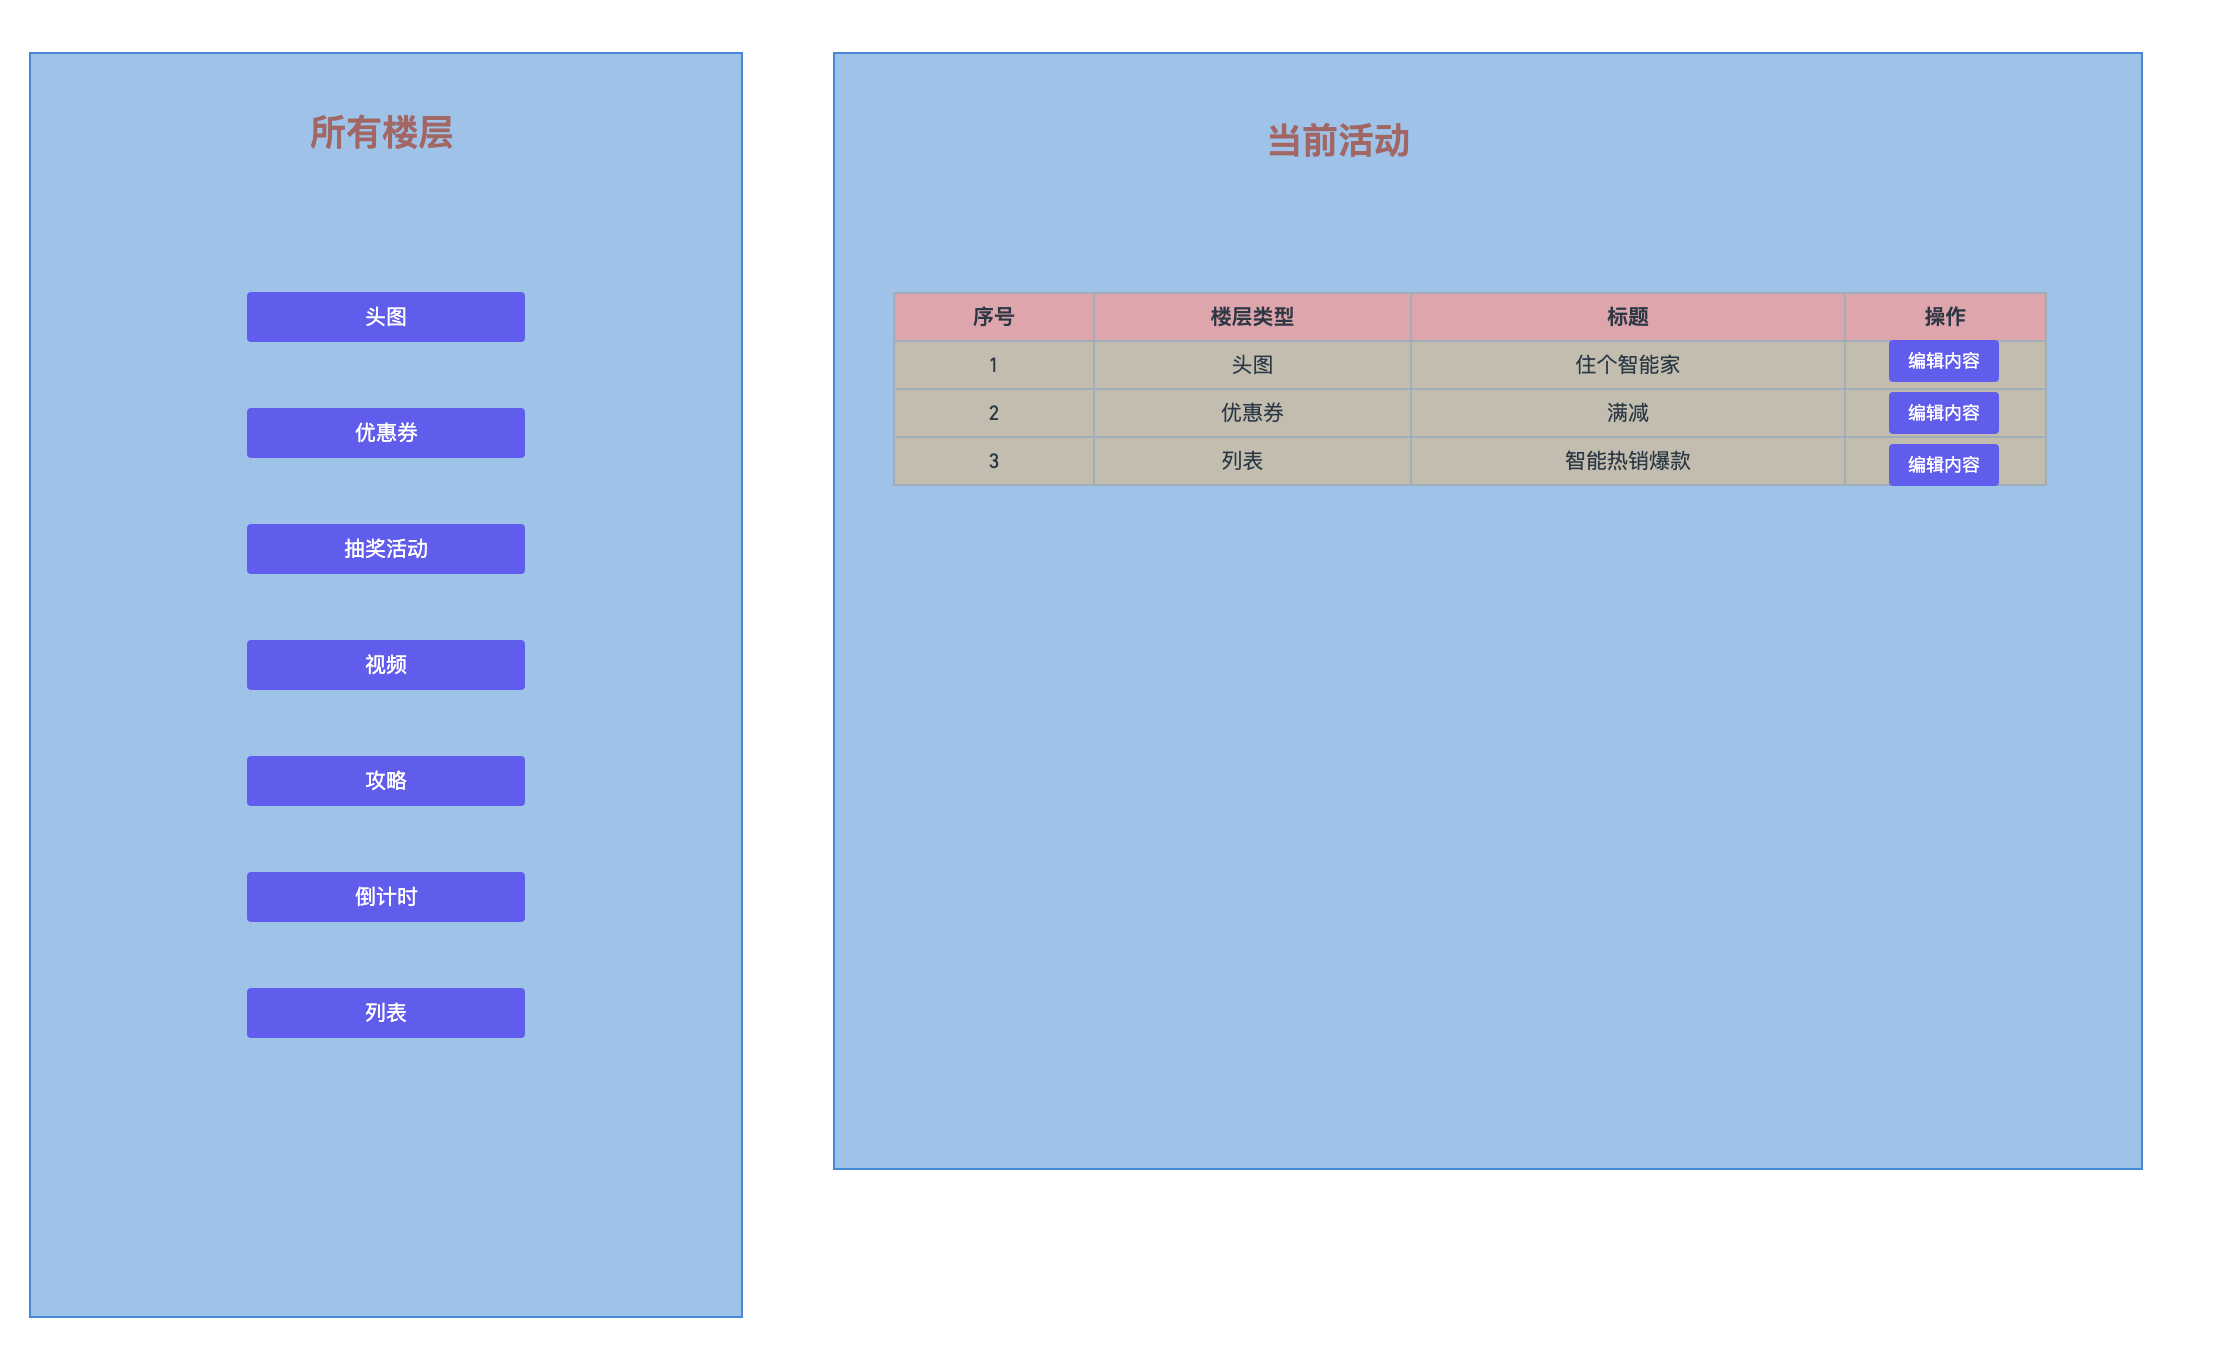 所有楼层
头图
优惠券
抽奖活动
视频
攻略
倒计时
列表
当前活动
序号 楼层类型 标题 操作
1 头图 住个智能家 编辑内容
2 优惠券 满减 编辑内容
3 列表 智能热销爆款 编辑内容